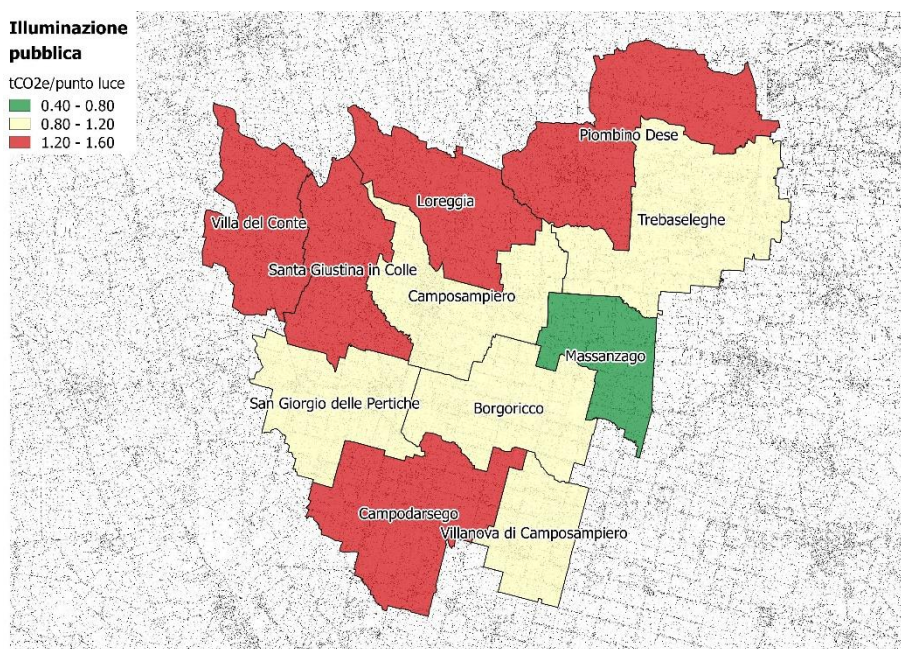 Illuminazione
pubblica
tCO2e/punto luce
0.40 - 0.80
0.80 - 1.20
1.20 - 1.60
Piombino Dese
Loreggia
Trebaseleghe
Villa del Conte
Santa Giustina in Colle
Camposampiero
Massanzago
San Giorgio delle Pertiche
Borgoricco
Campodarsego
Villanova di Camposampiero